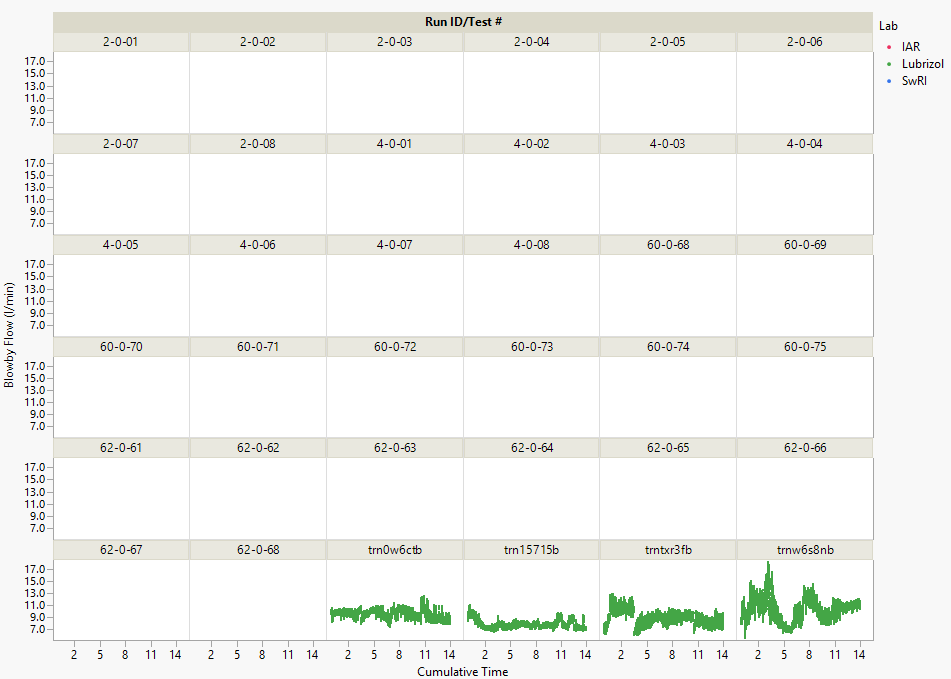 Run ID/Test #
Lab
IAR
Lubrizol
SwRI
2-0-01 2-0-02 2-0-03 2-0-04 2-0-05 2-0-06
17.0
15.0
13.0
11.0
9.0
7.0
2-0-07 2-0-08 4-0-01 4-0-02 4-0-03 4-0-04
17.0
15.0
13.0
11.0
9.0
7.0
4-0-05 4-0-06 4-0-07 4-0-08 60-0-68 60-0-69
17.0
15.0
13.0
11.0
9.0
7.0
Blowby Flow (l/min)
60-0-70 60-0-71 60-0-72 60-0-73 60-0-74 60-0-75
17.0
15.0
13.0
11.0
9.0
7.0
62-0-61 62-0-62 62-0-63 62-0-64 62-0-65 62-0-66
17.0
15.0
13.0
11.0
9.0
7.0
62-0-67 62-0-68 trn0w6ctb trn15715b trntxr3fb trnw6s8nb
17.0
15.0
13.0
11.0
9.0
7.0
2 5 8 11 14 2 5 8 11 14 2 5 8 11 14 2 5 8 11 14 2 5 8 11 14 2 5 8 11 14
Cumulative Time